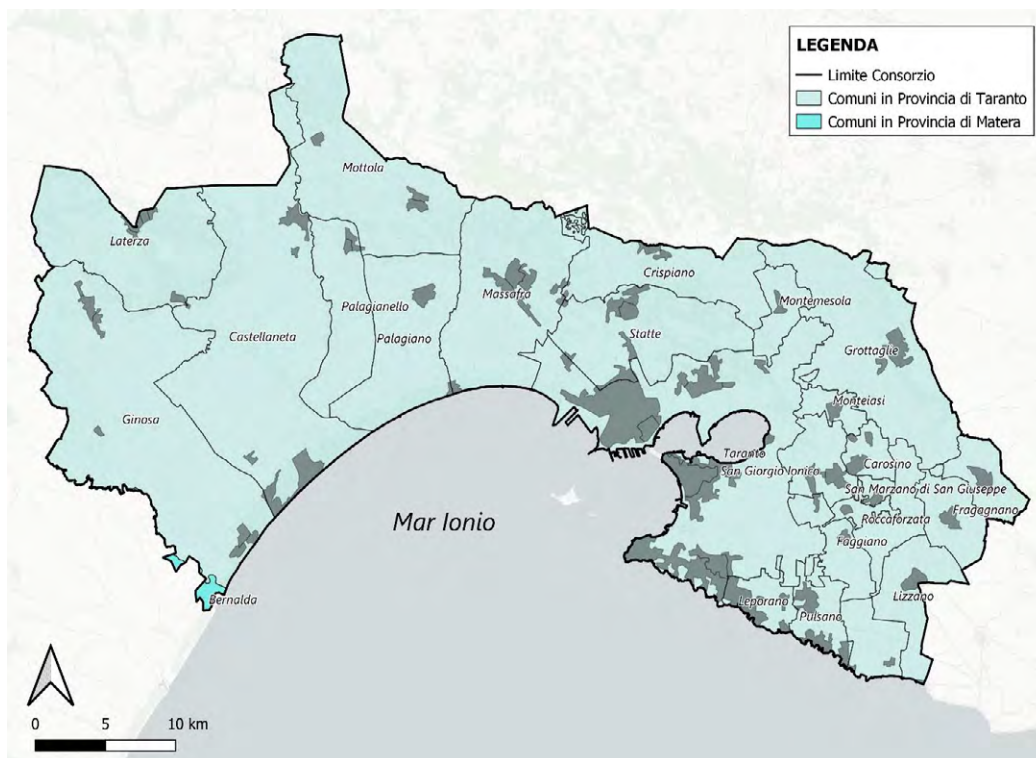 LEGENDA
Limite Consorzio
Comuni in Provincia di Taranto
Comuni in Provincia di Matera
Mottola
Laterza
Crispiano
Massafra
Montemesola
Palagianello
Castellaneta
Palagiano
Statte
Grottaglie
Ginosa
Monteiasi
Taranto
San Giorgio Ionica
Carosino
San Marzano di San Giuseppe
Fragagnano
Roccaforzata
Mar Ionio
Faggiano
Lizzano
Bernalda
Leporano
Pulsano
0 5 10 km